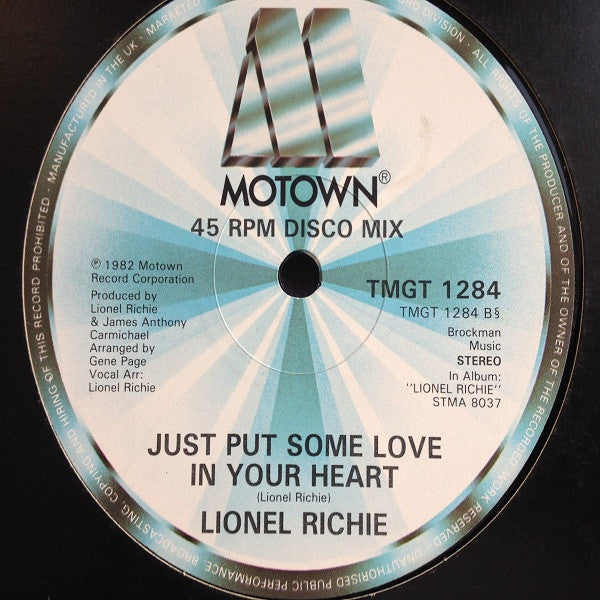 MOTOWN®
45 RPM DISCO MIX
℗ 1982 Motown
Record Corporation
Produced by
Lionel Richie
& James Anthony
Carmichael
Arranged by
Gene Page
Vocal Arr:
Lionel Richie
TMGT 1284
TMGT 1284 B§
Brockman
Music
STEREO
In Album:
"LIONEL RICHIE"
STMA 8037
JUST PUT SOME LOVE
IN YOUR HEART
(Lionel Richie)
LIONEL RICHIE
MANUFACTURED IN THE UK · MARKETED
ORD DIVISION · ALL RIGHTS OF THE PRODUCER AND OF THE OWNER OF THE RECORDED WORK RESERVED · UNAUTHORISED PUBLIC PERFORMANCE, BROADCASTING, COPYING AND HIRING OF THIS RECORD PROHIBITED ·